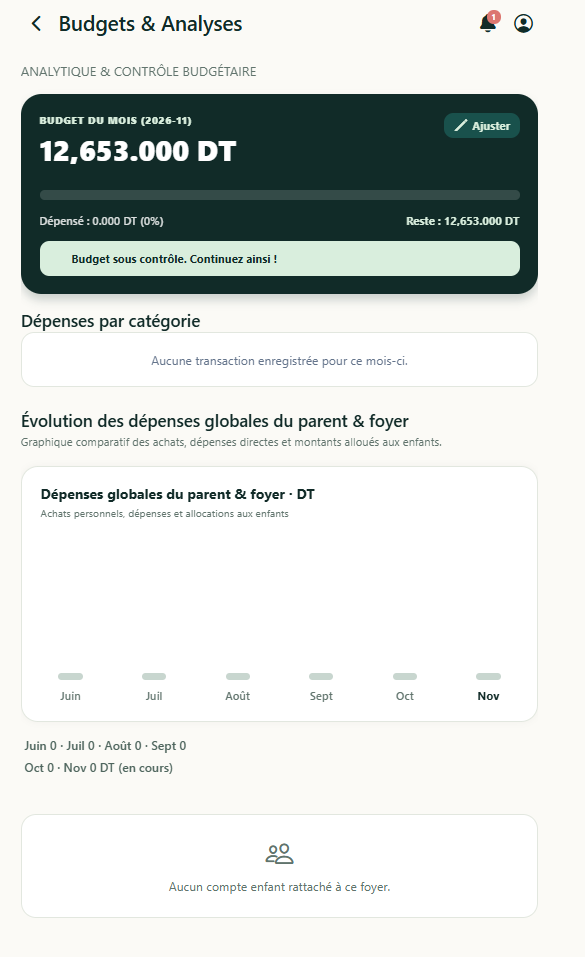 Budgets & Analyses
1
ANALYTIQUE & CONTRÔLE BUDGÉTAIRE
BUDGET DU MOIS (2026-11)
Ajuster
12,653.000 DT
Dépensé : 0.000 DT (0%)
Reste : 12,653.000 DT
Budget sous contrôle. Continuez ainsi !
Dépenses par catégorie
Aucune transaction enregistrée pour ce mois-ci.
Évolution des dépenses globales du parent & foyer
Graphique comparatif des achats, dépenses directes et montants alloués aux enfants.
Dépenses globales du parent & foyer · DT
Achats personnels, dépenses et allocations aux enfants
Juin Juil Août Sept Oct Nov
Juin 0 · Juil 0 · Août 0 · Sept 0
Oct 0 · Nov 0 DT (en cours)
Aucun compte enfant rattaché à ce foyer.